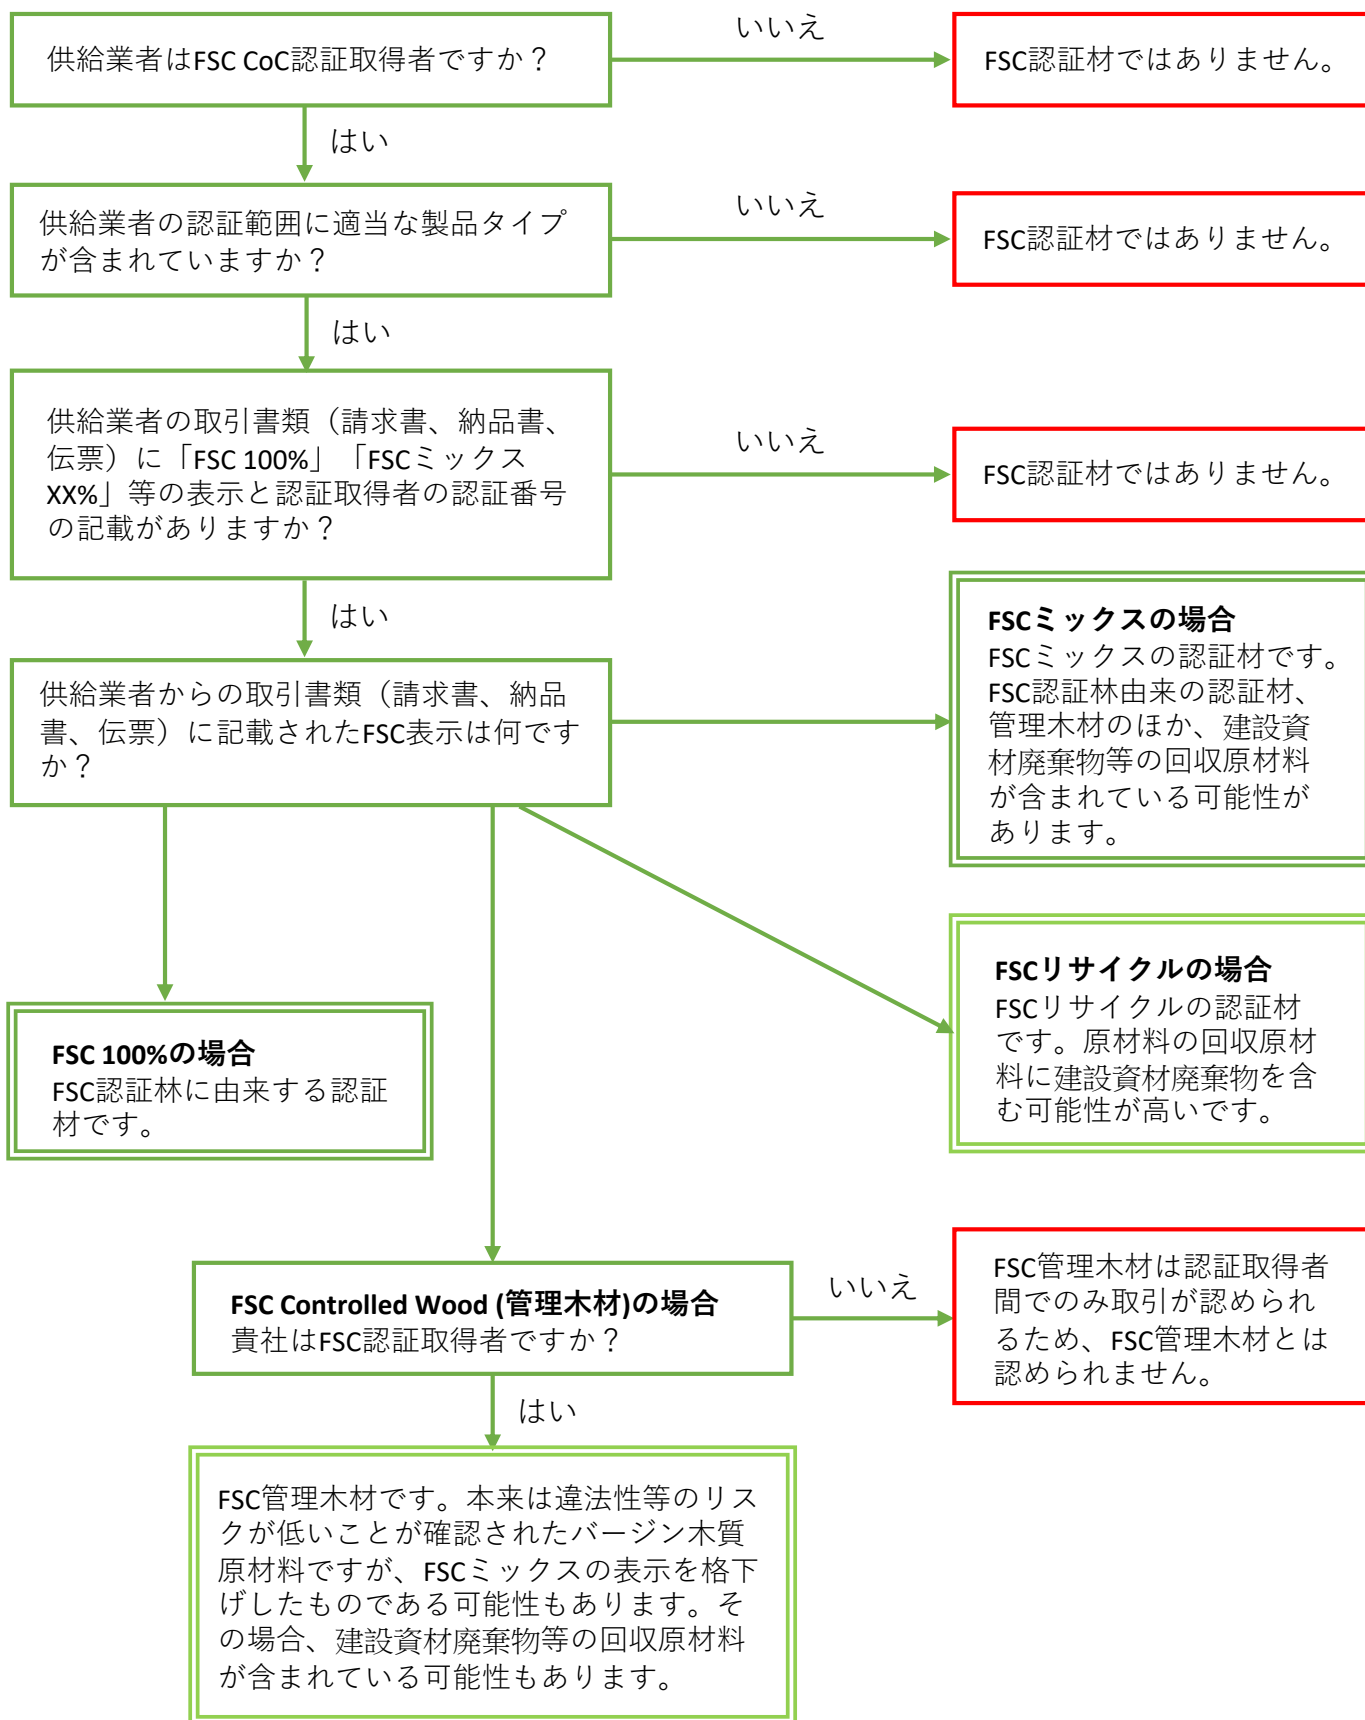 供給業者はFSC CoC認証取得者ですか？
いいえ
FSC認証材ではありません。
はい
供給業者の認証範囲に適当な製品タイプ
が含まれていますか？
いいえ
FSC認証材ではありません。
はい
供給業者の取引書類（請求書、納品書、
伝票）に「FSC 100%」「FSCミックス
XX%」等の表示と認証取得者の認証番号
の記載がありますか？
いいえ
FSC認証材ではありません。
はい
供給業者からの取引書類（請求書、納品
書、伝票）に記載されたFSC表示は何です
か？
FSCミックスの場合
FSCミックスの認証材です。
FSC認証林由来の認証材、
管理木材のほか、建設資
材廃棄物等の回収原材料
が含まれている可能性が
あります。
FSCリサイクルの場合
FSCリサイクルの認証材
です。原材料の回収原材
料に建設資材廃棄物を含
む可能性が高いです。
FSC 100%の場合
FSC認証林に由来する認証
材です。
FSC Controlled Wood (管理木材)の場合
貴社はFSC認証取得者ですか？
いいえ
FSC管理木材は認証取得者
間でのみ取引が認められ
るため、FSC管理木材とは
認められません。
はい
FSC管理木材です。本来は違法性等のリス
クが低いことが確認されたバージン木質
原材料ですが、FSCミックスの表示を格下
げしたものである可能性もあります。そ
の場合、建設資材廃棄物等の回収原材料
が含まれている可能性もあります。